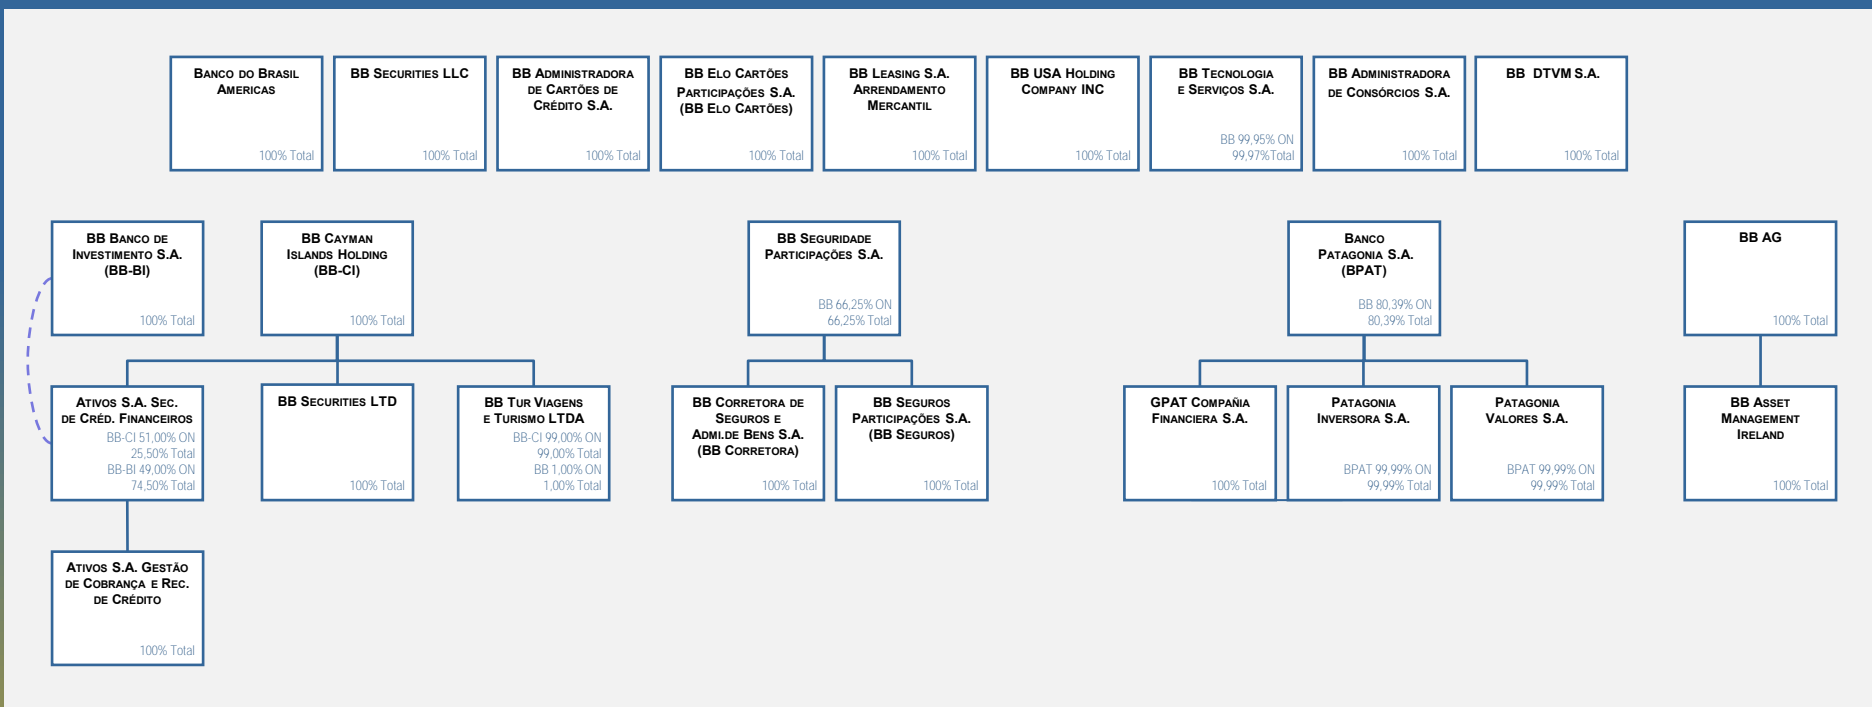 BANCO DO BRASIL
AMERICAS
100% Total
BB SECURITIES LLC
100% Total
BB ADMINISTRADORA
DE CARTÕES DE
CRÉDITO S.A.
100% Total
BB ELO CARTÕES
PARTICIPAÇÕES S.A.
(BB ELO CARTÕES)
100% Total
BB LEASING S.A.
ARRENDAMENTO
MERCANTIL
100% Total
BB USA HOLDING
COMPANY INC
100% Total
BB TECNOLOGIA
E SERVIÇOS S.A.
BB 99,95% ON
99,97%Total
BB ADMINISTRADORA
DE CONSÓRCIOS S.A.
100% Total
BB DTVM S.A.
100% Total
BB BANCO DE
INVESTIMENTO S.A.
(BB-BI)
100% Total
BB CAYMAN
ISLANDS HOLDING
(BB-CI)
100% Total
BB SEGURIDADE
PARTICIPAÇÕES S.A.
BB 66,25% ON
66,25% Total
BANCO
PATAGONIA S.A.
(BPAT)
BB 80,39% ON
80,39% Total
BB AG
100% Total
ATIVOS S.A. SEC.
DE CRÉD. FINANCEIROS
BB-CI 51,00% ON
25,50% Total
BB-BI 49,00% ON
74,50% Total
BB SECURITIES LTD
100% Total
BB TUR VIAGENS
E TURISMO LTDA
BB-CI 99,00% ON
99,00% Total
BB 1,00% ON
1,00% Total
BB CORRETORA DE
SEGUROS E
ADMI.DE BENS S.A.
(BB CORRETORA)
100% Total
BB SEGUROS
PARTICIPAÇÕES S.A.
(BB SEGUROS)
100% Total
GPAT COMPAÑIA
FINANCIERA S.A.
100% Total
PATAGONIA
INVERSORA S.A.
BPAT 99,99% ON
99,99% Total
PATAGONIA
VALORES S.A.
BPAT 99,99% ON
99,99% Total
BB ASSET
MANAGEMENT
IRELAND
100% Total
ATIVOS S.A. GESTÃO
DE COBRANÇA E REC.
DE CRÉDITO
100% Total